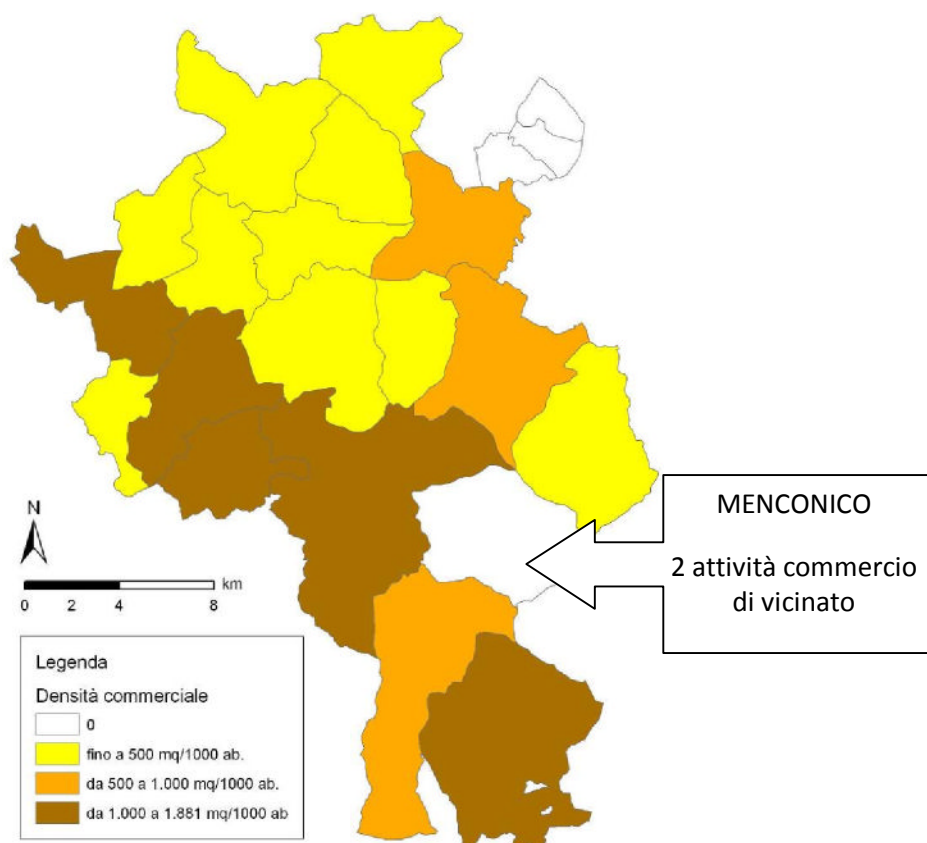 MENCONICO
2 attività commercio
di vicinato
N
km
0 2 4 8
Legenda
Densità commerciale
0
fino a 500 mq/1000 ab.
da 500 a 1.000 mq/1000 ab.
da 1.000 a 1.881 mq/1000 ab